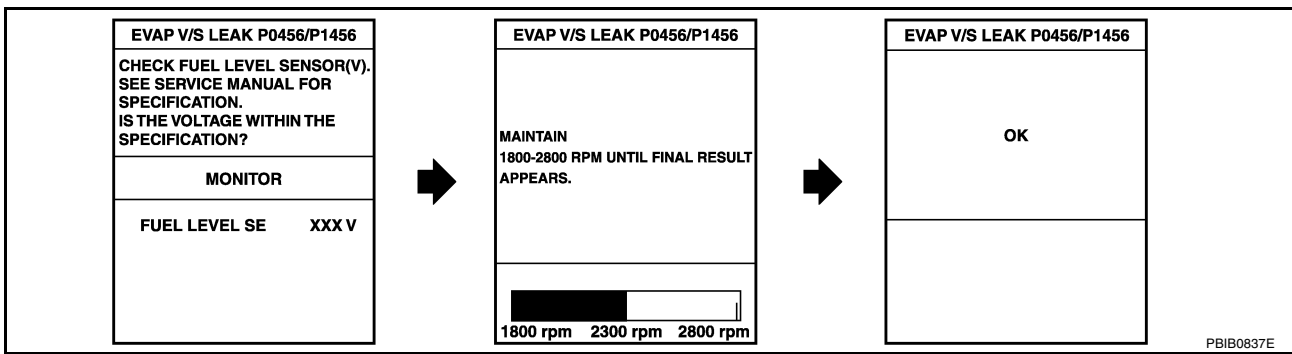 EVAP V/S LEAK P0456/P1456
CHECK FUEL LEVEL SENSOR(V).
SEE SERVICE MANUAL FOR
SPECIFICATION.
IS THE VOLTAGE WITHIN THE
SPECIFICATION?
MONITOR
FUEL LEVEL SE XXX V
EVAP V/S LEAK P0456/P1456
MAINTAIN
1800-2800 RPM UNTIL FINAL RESULT
APPEARS.
1800 rpm 2300 rpm 2800 rpm
EVAP V/S LEAK P0456/P1456
OK
PBIB0837E